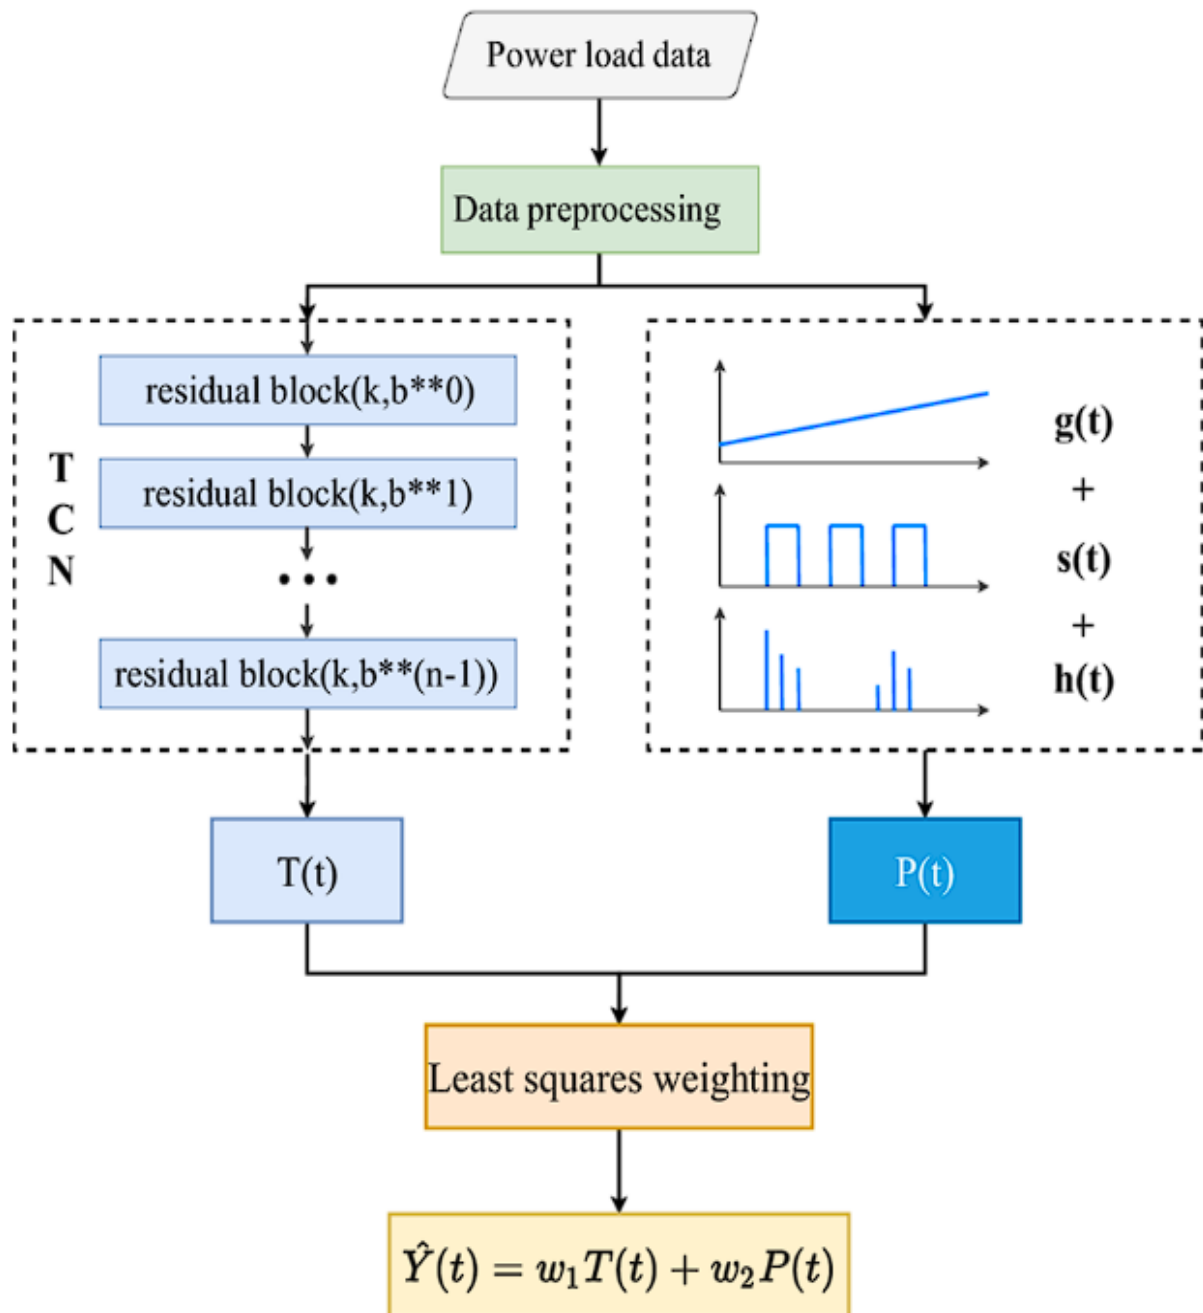 Power load data
Data preprocessing
TCN
residual block(k,b**0)
residual block(k,b**1)
...
residual block(k,b**(n-1))
g(t)
+
s(t)
+
h(t)
T(t)
P(t)
Least squares weighting
Ŷ(t) = w₁T(t) + w₂P(t)